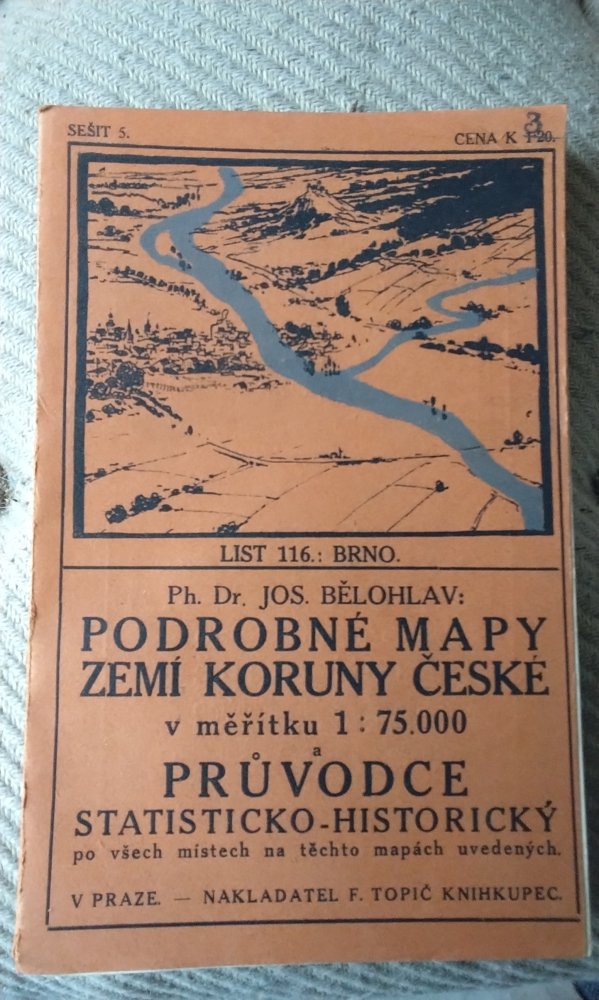 SEŠIT 5.
CENA K 3 1·20.
LIST 116.: BRNO.
Ph. Dr. JOS. BĚLOHLAV:
PODROBNÉ MAPY
ZEMÍ KORUNY ČESKÉ
v měřítku 1 : 75.000
a
PRŮVODCE
STATISTICKO-HISTORICKÝ
po všech místech na těchto mapách uvedených.
V PRAZE. — NAKLADATEL F. TOPIČ KNIHKUPEC.